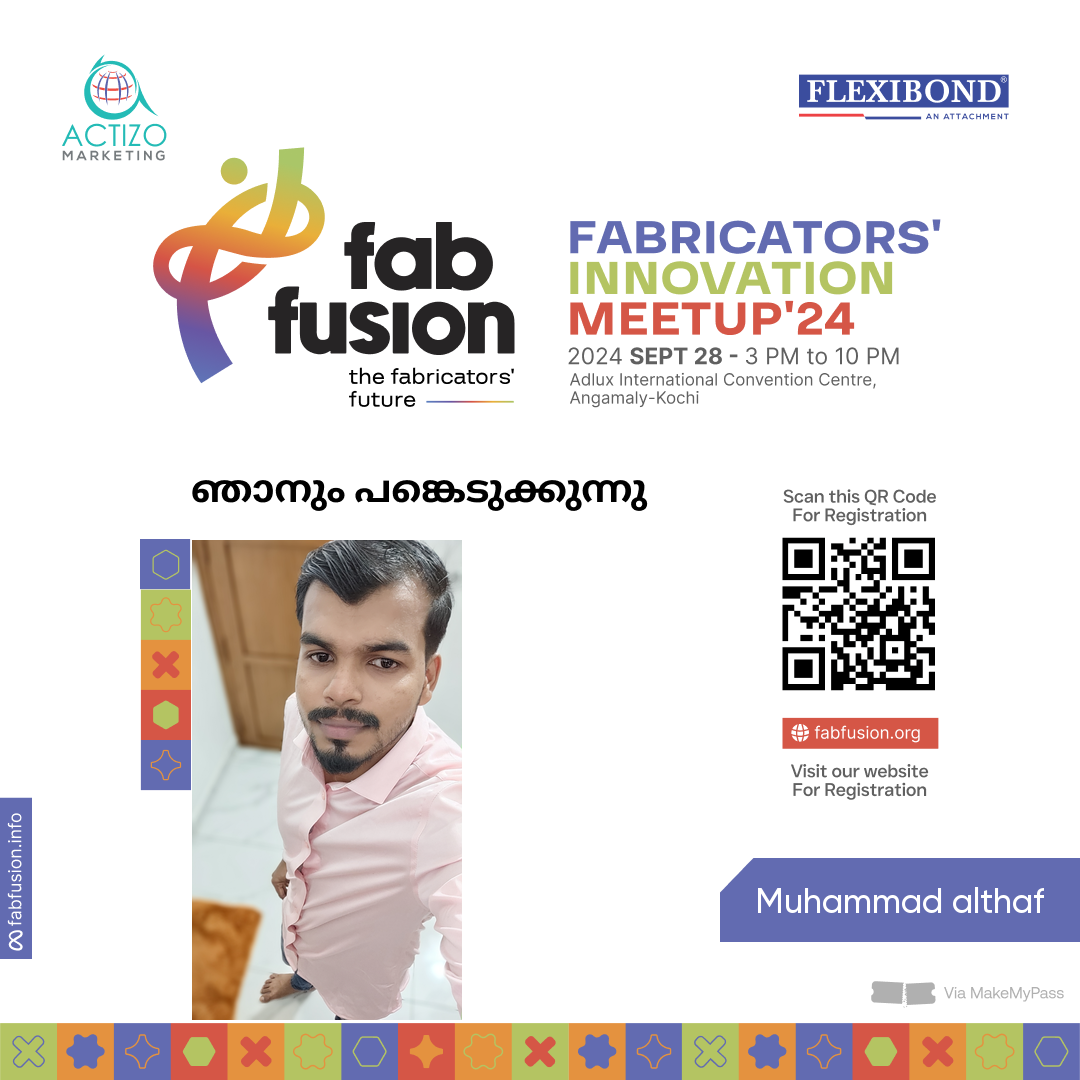 ACTIZO
MARKETING
FLEXIBOND®
AN ATTACHMENT
fab
fusion
the fabricators'
future
FABRICATORS'
INNOVATION
MEETUP'24
2024 SEPT 28 - 3 PM to 10 PM
Adlux International Convention Centre,
Angamaly-Kochi
ഞാനും പങ്കെടുക്കുന്നു
Scan this QR Code
For Registration
fabfusion.org
Visit our website
For Registration
fabfusion.info
Muhammad althaf
Via MakeMyPass